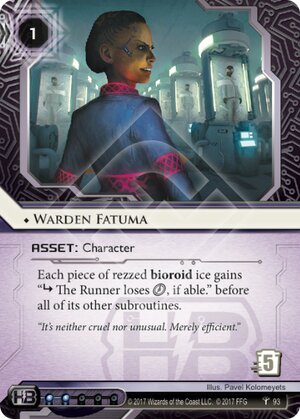 1
◆ WARDEN FATUMA
ASSET: Character
Each piece of rezzed bioroid ice gains
“↳ The Runner loses , if able.” before
all of its other subroutines.
“It’s neither cruel nor unusual. Merely efficient.”
5
Illus. Pavel Kolomeyets
HB
© 2017 Wizards of the Coast LLC. © 2017 FFG
93